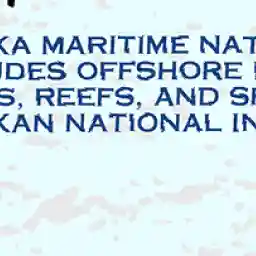 KA MARITIME NAT
UDES OFFSHORE
S, REEFS, AND S
KAN NATIONAL IN